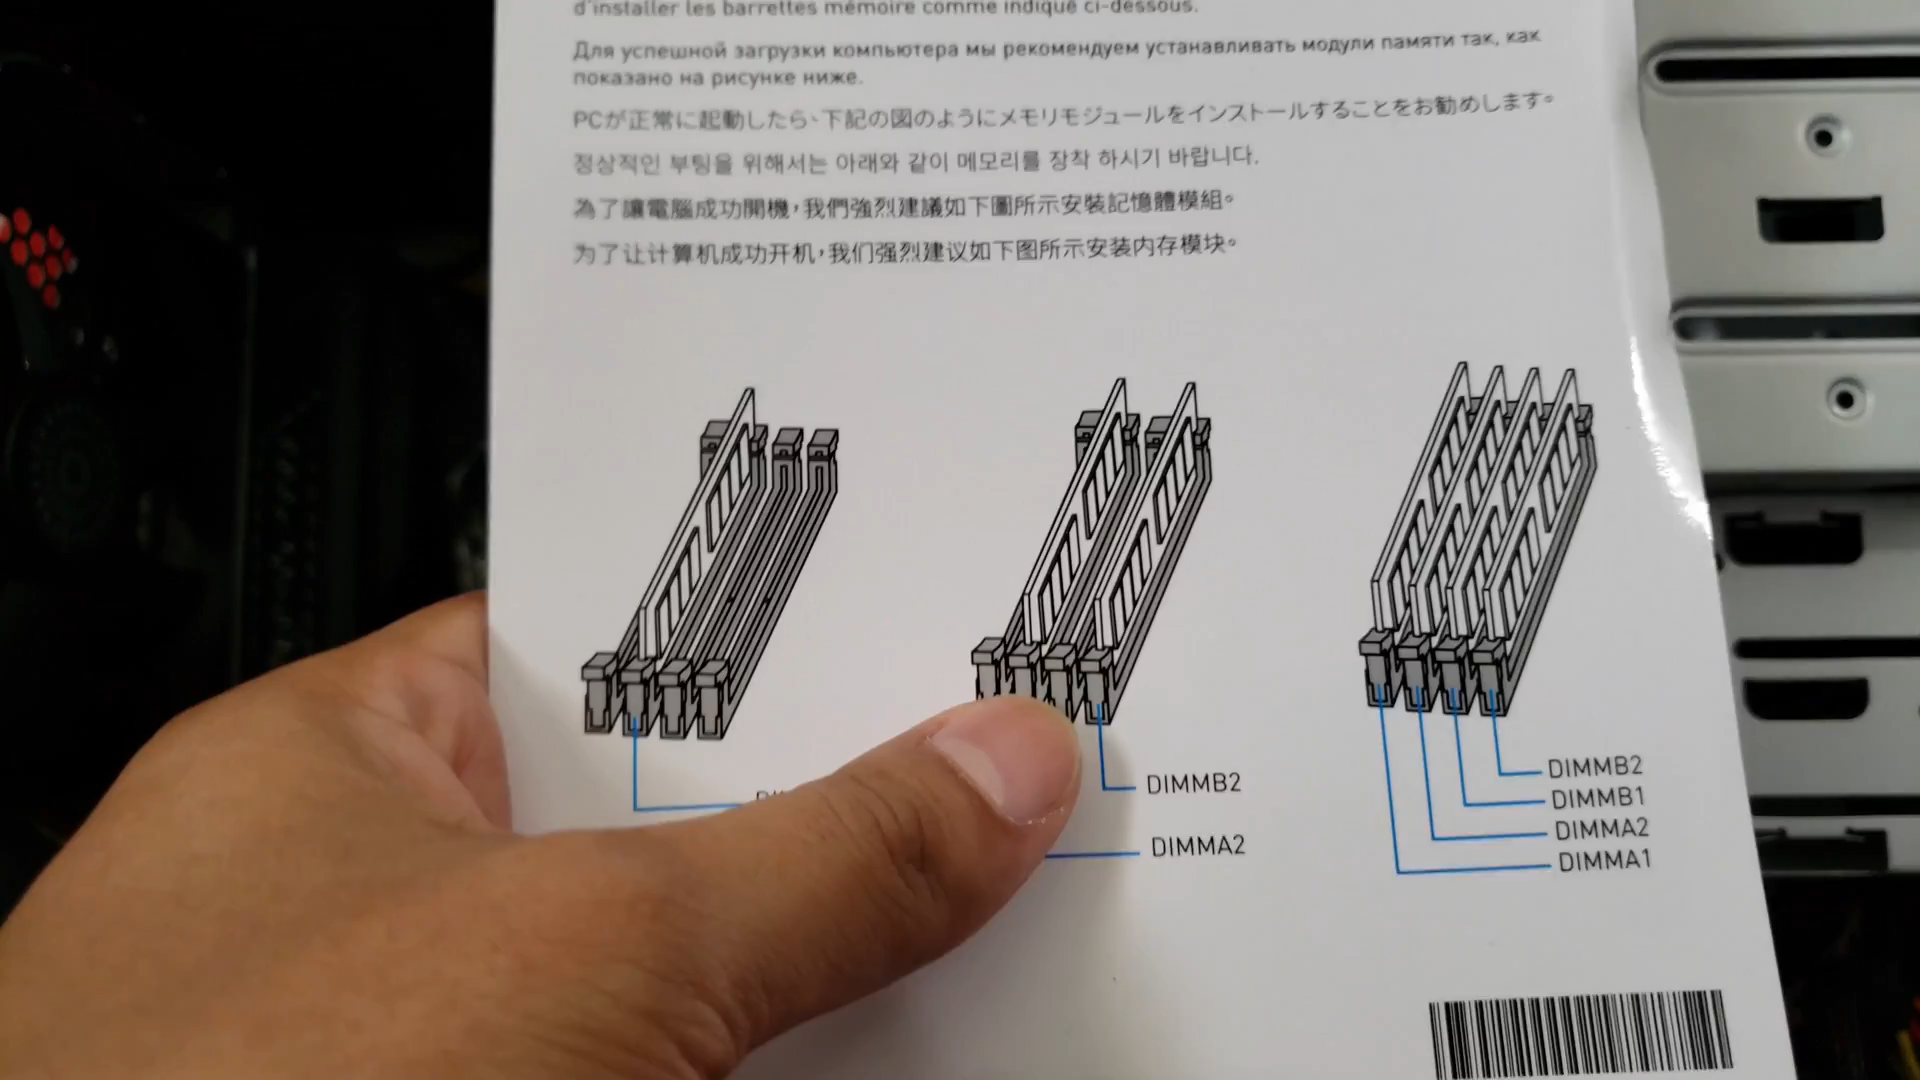 d'installer les barrettes mémoire comme indiqué ci-dessous.
Для успешной загрузки компьютера мы рекомендуем устанавливать модули памяти так, как
показано на рисунке ниже.
PCが正常に起動したら、下記の図のようにメモリモジュールをインストールすることをお勧めします。
정상적인 부팅을 위해서는 아래와 같이 메모리를 장착 하시기 바랍니다.
為了讓電腦成功開機，我們強烈建議如下圖所示安裝記憶體模組。
为了让计算机成功开机，我们强烈建议如下图所示安装内存模块。
DIMMB2
DIMMA2
DIMMB2
DIMMB1
DIMMA2
DIMMA1